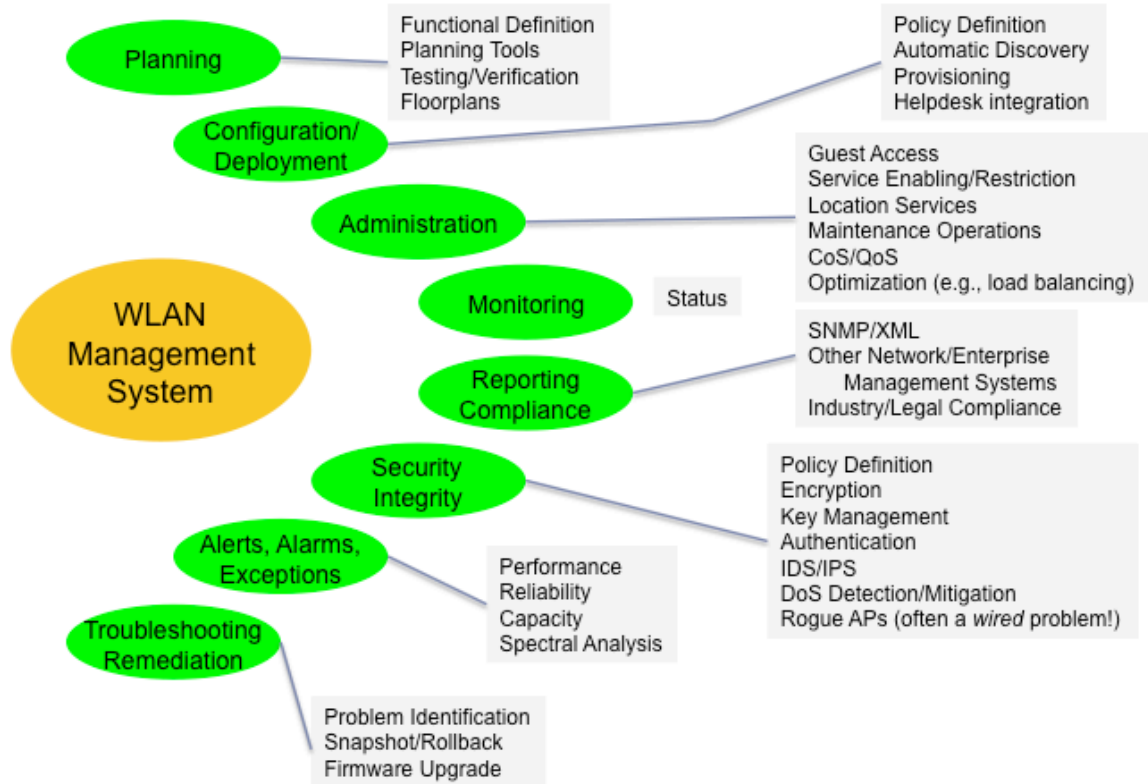 Planning
Functional Definition
Planning Tools
Testing/Verification
Floorplans
Configuration/
Deployment
Policy Definition
Automatic Discovery
Provisioning
Helpdesk integration
Administration
Guest Access
Service Enabling/Restriction
Location Services
Maintenance Operations
CoS/QoS
Optimization (e.g., load balancing)
WLAN
Management
System
Monitoring
Status
Reporting
Compliance
SNMP/XML
Other Network/Enterprise
Management Systems
Industry/Legal Compliance
Security
Integrity
Policy Definition
Encryption
Key Management
Authentication
IDS/IPS
DoS Detection/Mitigation
Rogue APs (often a wired problem!)
Alerts, Alarms,
Exceptions
Performance
Reliability
Capacity
Spectral Analysis
Troubleshooting
Remediation
Problem Identification
Snapshot/Rollback
Firmware Upgrade